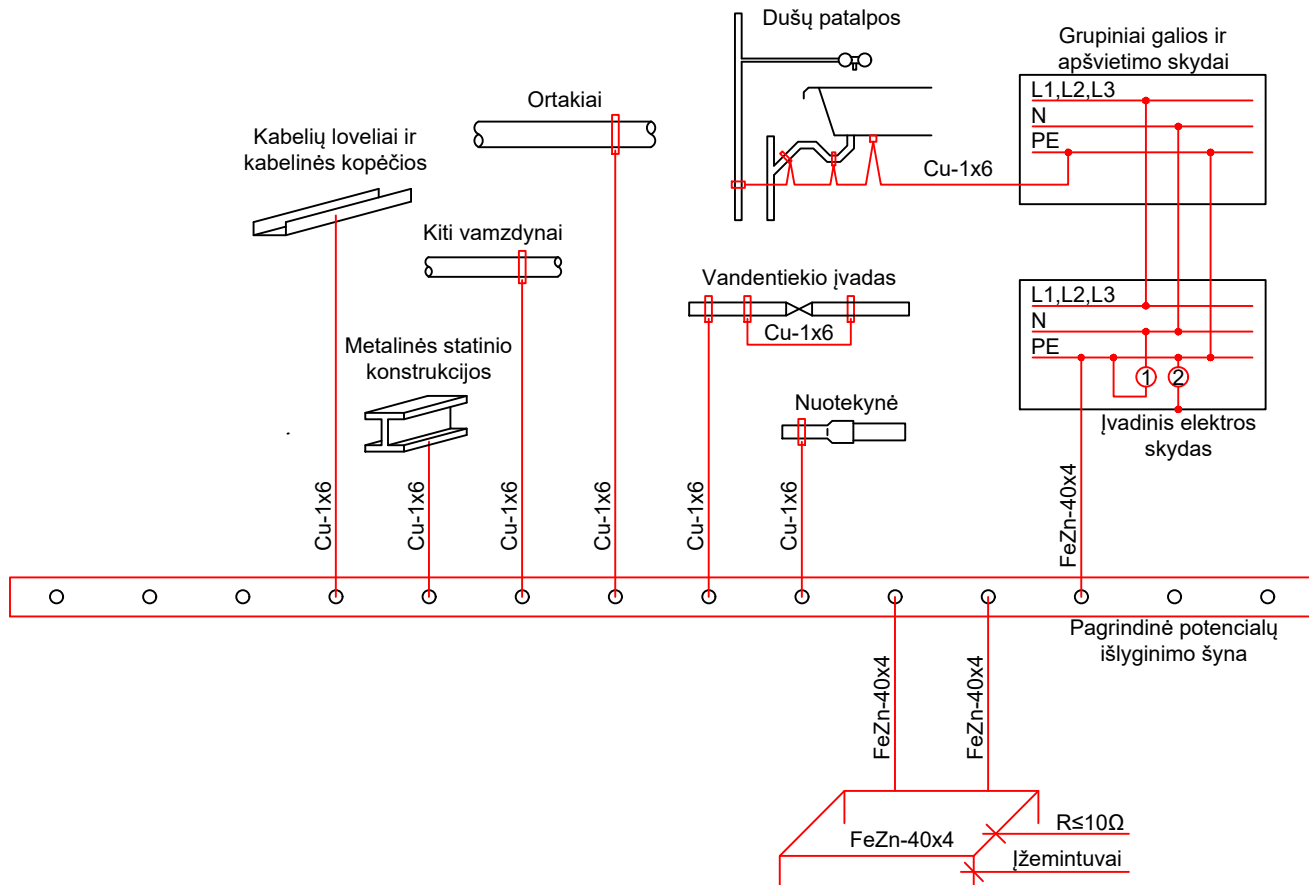 Dušų patalpos
Grupiniai galios ir
apšvietimo skydai
L1,L2,L3
N
PE
Ortakiai
Kabelių loveliai ir
kabelinės kopėčios
Cu-1x6
Kiti vamzdynai
Vandentiekio įvadas
Cu-1x6
L1,L2,L3
N
PE
1
2
Įvadinis elektros
skydas
Metalinės statinio
konstrukcijos
Nuotekynė
Cu-1x6
Cu-1x6
Cu-1x6
Cu-1x6
Cu-1x6
Cu-1x6
FeZn-40x4
Pagrindinė potencialų
išlyginimo šyna
FeZn-40x4
FeZn-40x4
FeZn-40x4
R≤10Ω
Įžemintuvai